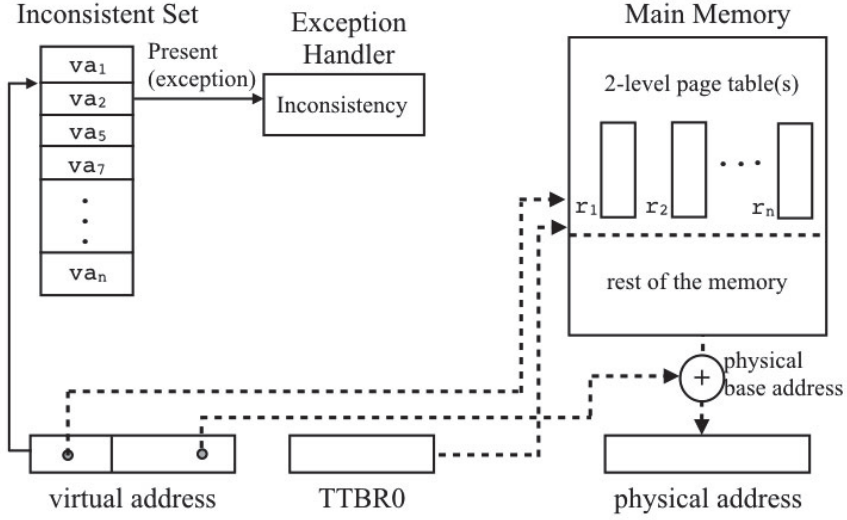 Inconsistent Set
Exception
Handler
Main Memory
va1
va2
va5
va7
van
Present
(exception)
Inconsistency
2-level page table(s)
r1
r2
rn
rest of the memory
+
physical
base address
virtual address
TTBR0
physical address